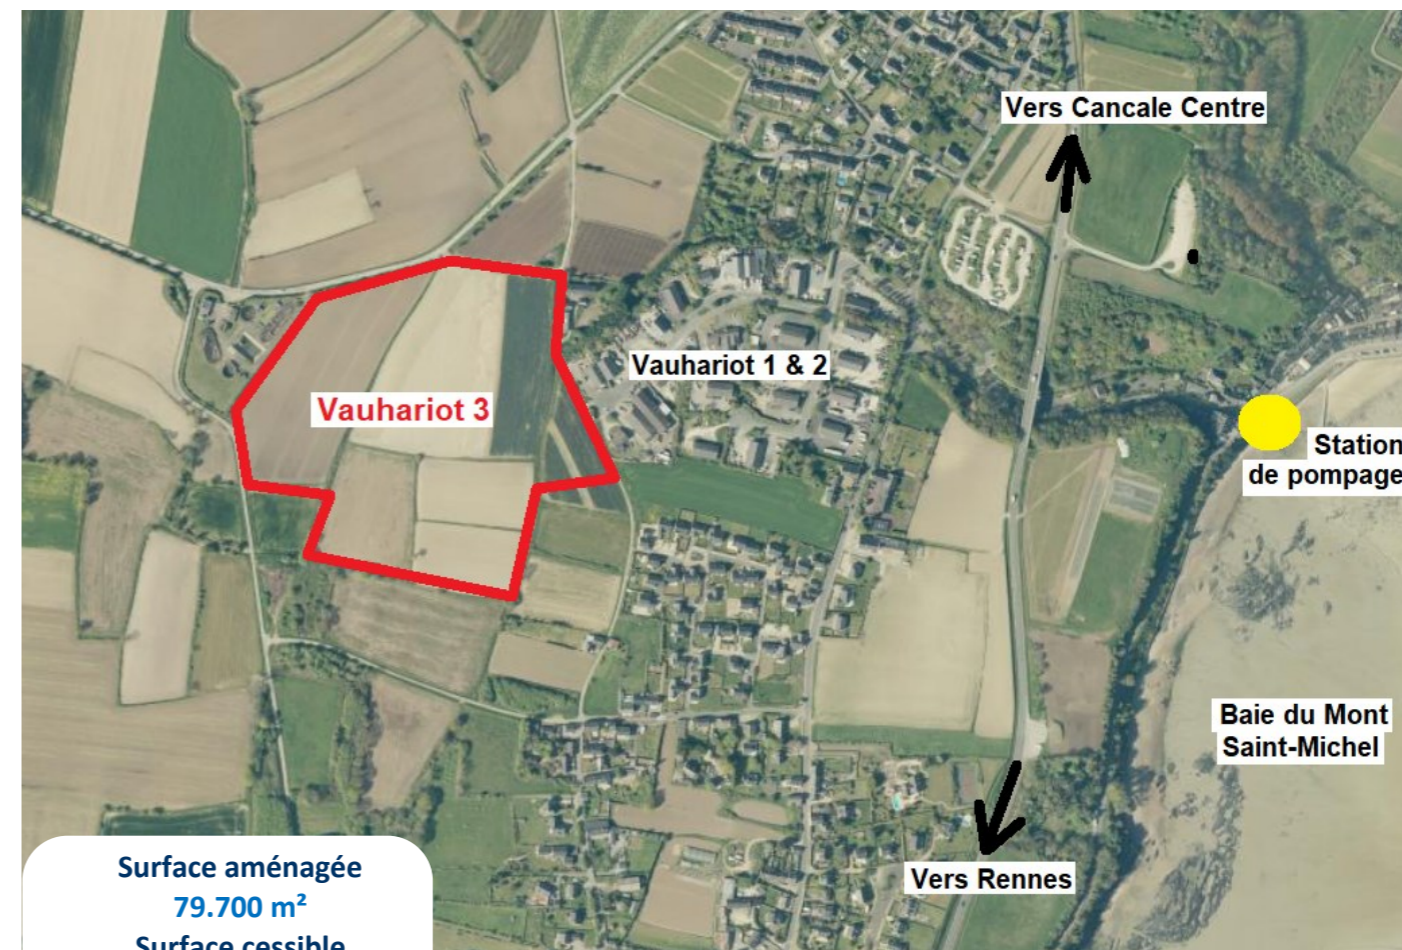 Vers Cancale Centre
Vauhariot 1 & 2
Vauhariot 3
Station
de pompage
Baie du Mont
Saint-Michel
Vers Rennes
Surface aménagée
79.700 m²
Surface cessible